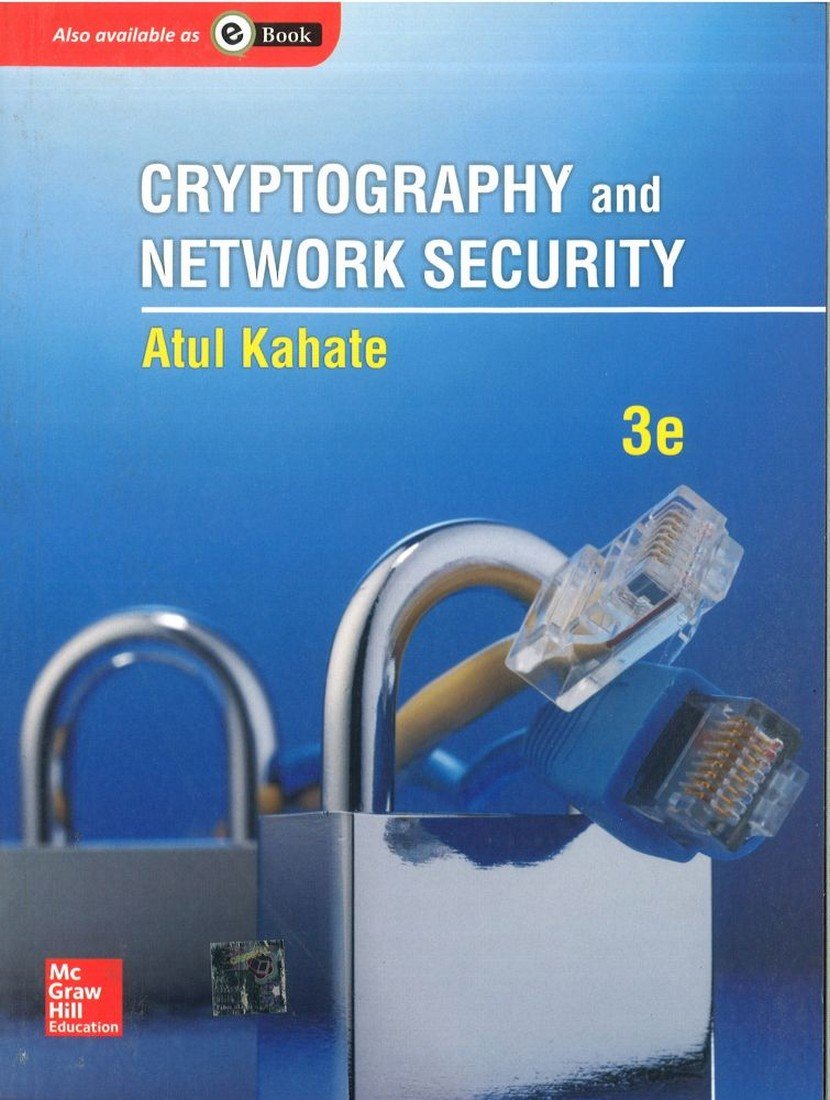 Also available as e Book
CRYPTOGRAPHY and
NETWORK SECURITY
Atul Kahate
3e
Mc
Graw
Hill
Education